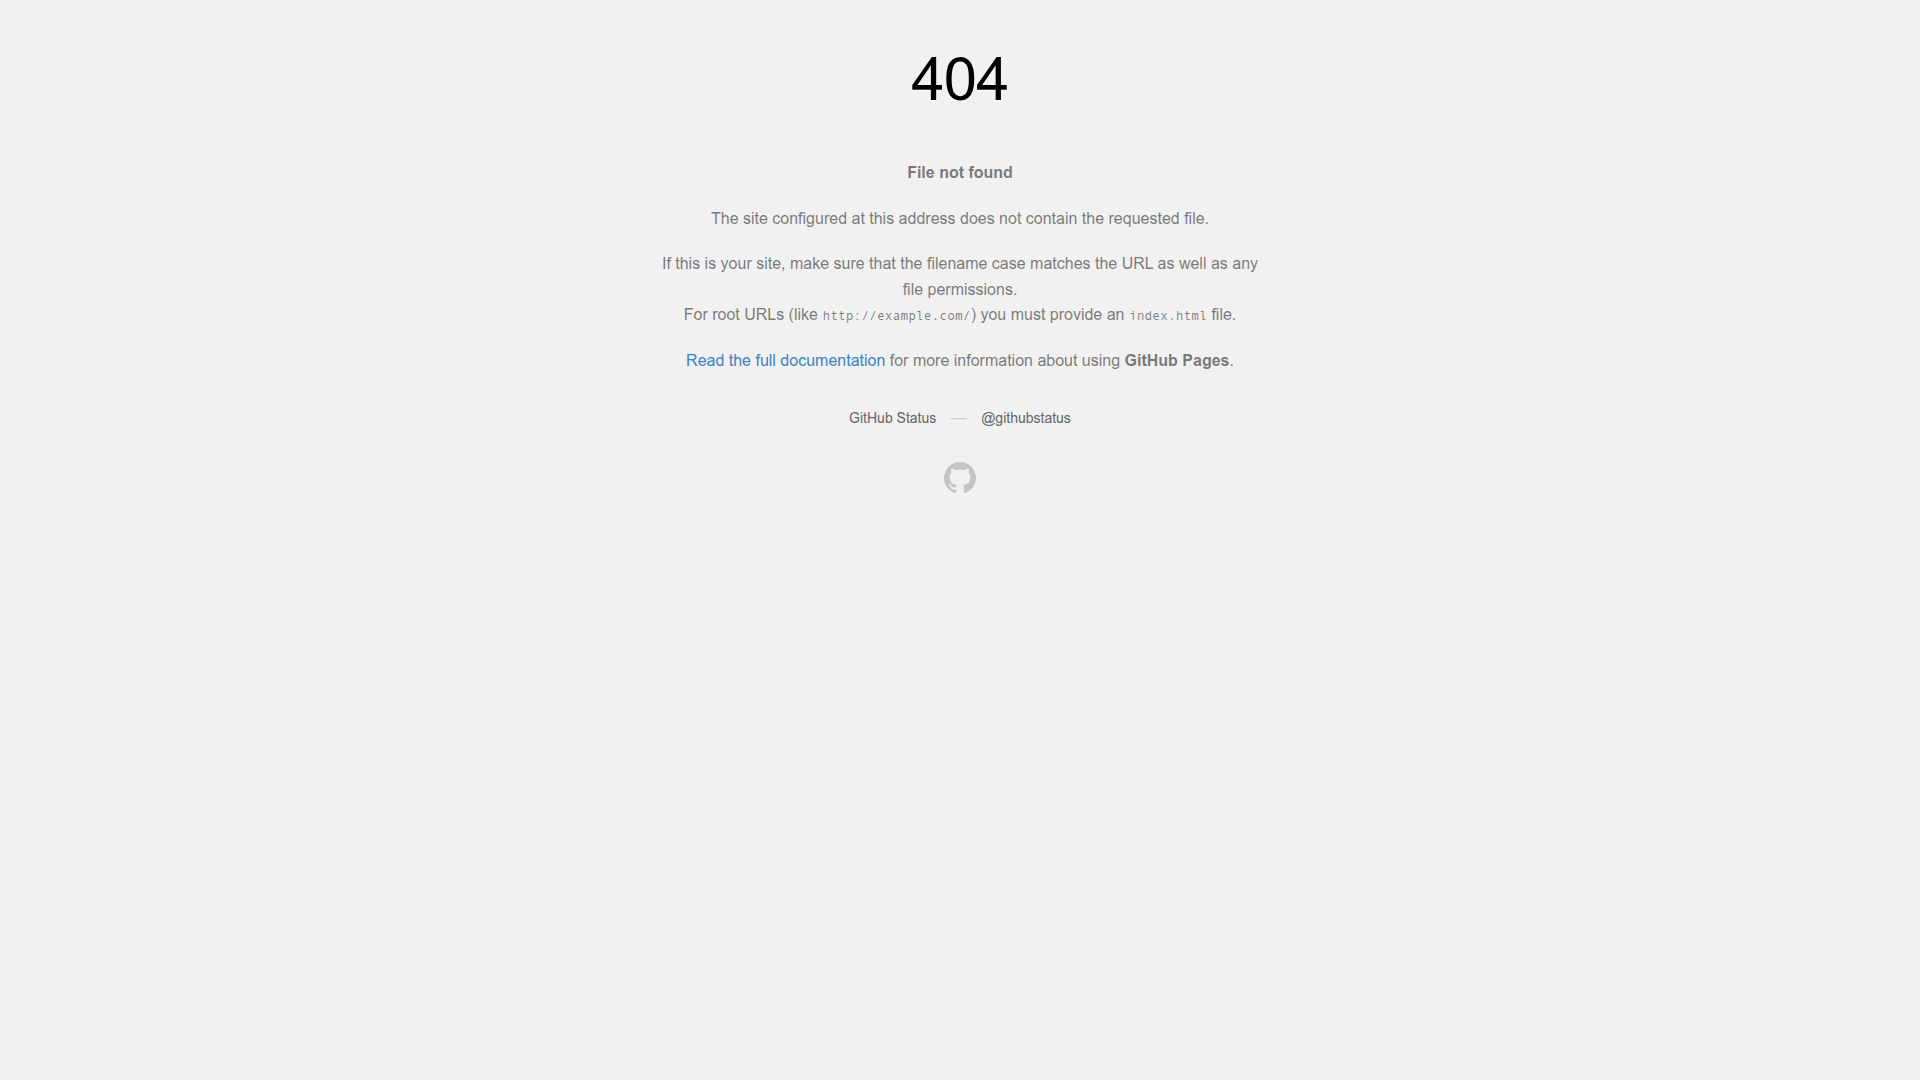 404
File not found
The site configured at this address does not contain the requested file.
If this is your site, make sure that the filename case matches the URL as well as any
file permissions.
For root URLs (like http://example.com/) you must provide an index.html file.
Read the full documentation for more information about using GitHub Pages.
GitHub Status — @githubstatus